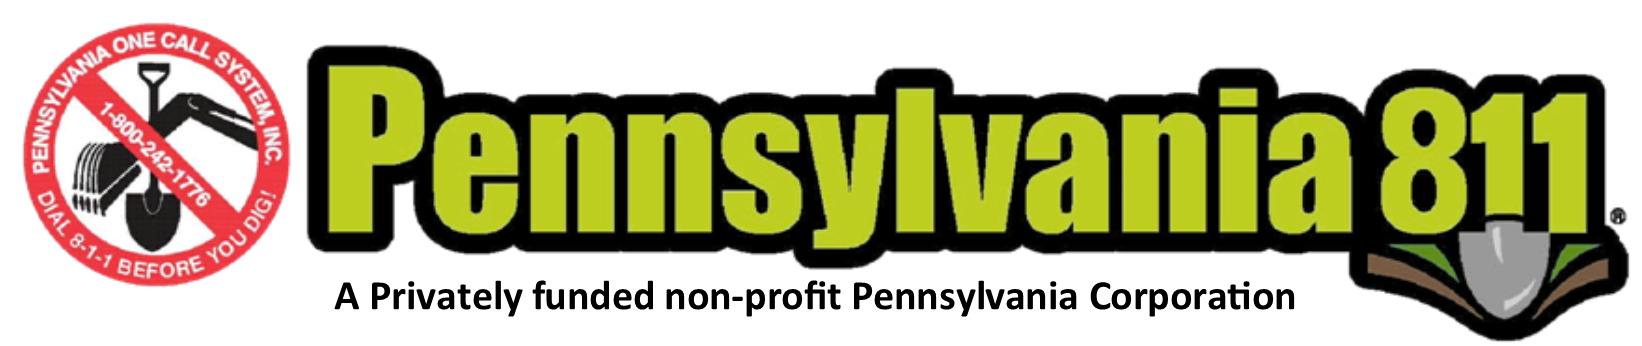 PENNSYLVANIA ONE CALL SYSTEM, INC.
1-800-242-1776
DIAL 8-1-1 BEFORE YOU DIG!
Pennsylvania 811®
A Privately funded non-profit Pennsylvania Corporation